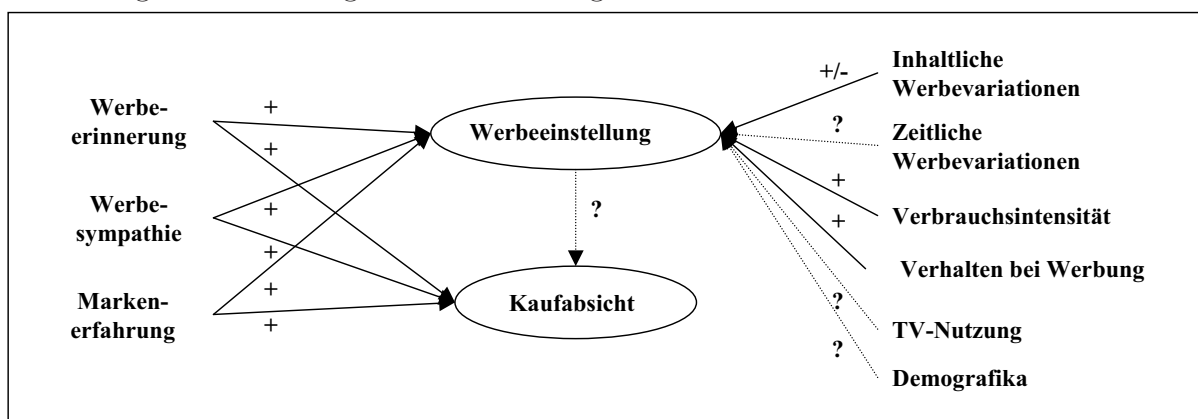 Werbe-
erinnerung
Werbe-
sympathie
Marken-
erfahrung
+
+
+
+
+
+
Werbeeinstellung
?
Kaufabsicht
+/-
?
+
+
?
?
Inhaltliche
Werbevariationen
Zeitliche
Werbevariationen
Verbrauchsintensität
Verhalten bei Werbung
TV-Nutzung
Demografika